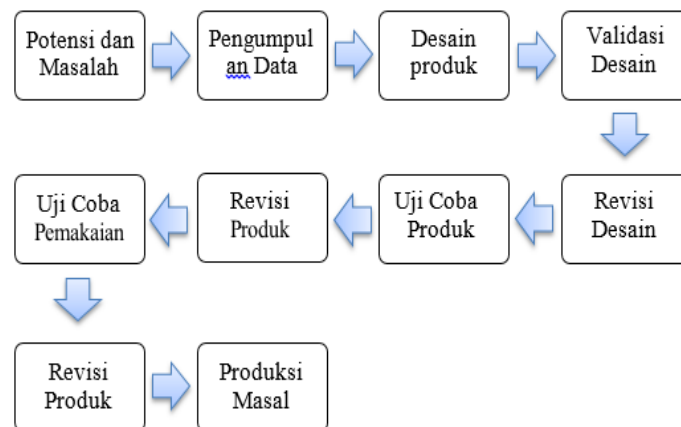 Potensi dan
Masalah
Pengumpul
an Data
Desain
produk
Validasi
Desain
Revisi
Desain
Uji Coba
Produk
Revisi
Produk
Uji Coba
Pemakaian
Revisi
Produk
Produksi
Masal